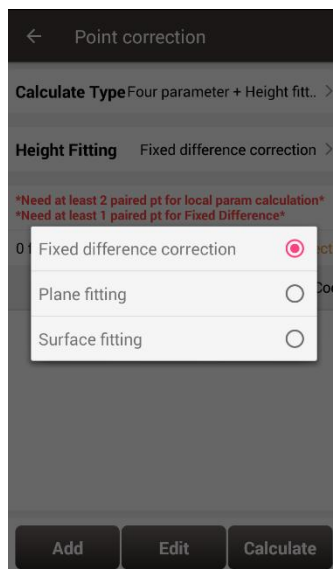 Point correction
Calculate Type Four parameter + Height fitt.. >
Height Fitting Fixed difference correction >
*Need at least 2 paired pt for local param calculation*
*Need at least 1 paired pt for Fixed Difference*
0
Fixed difference correction
Plane fitting
Surface fitting
Add Edit Calculate